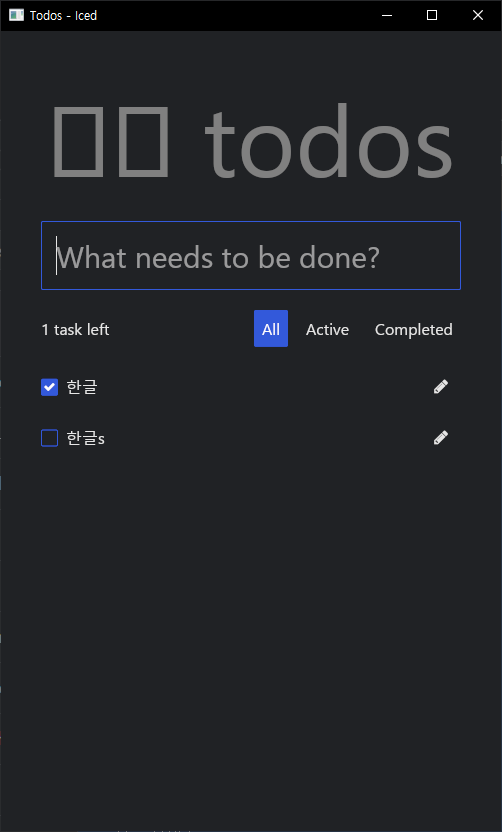 Todos - Iced
todos
What needs to be done?
1 task left All Active Completed
한글
한글s